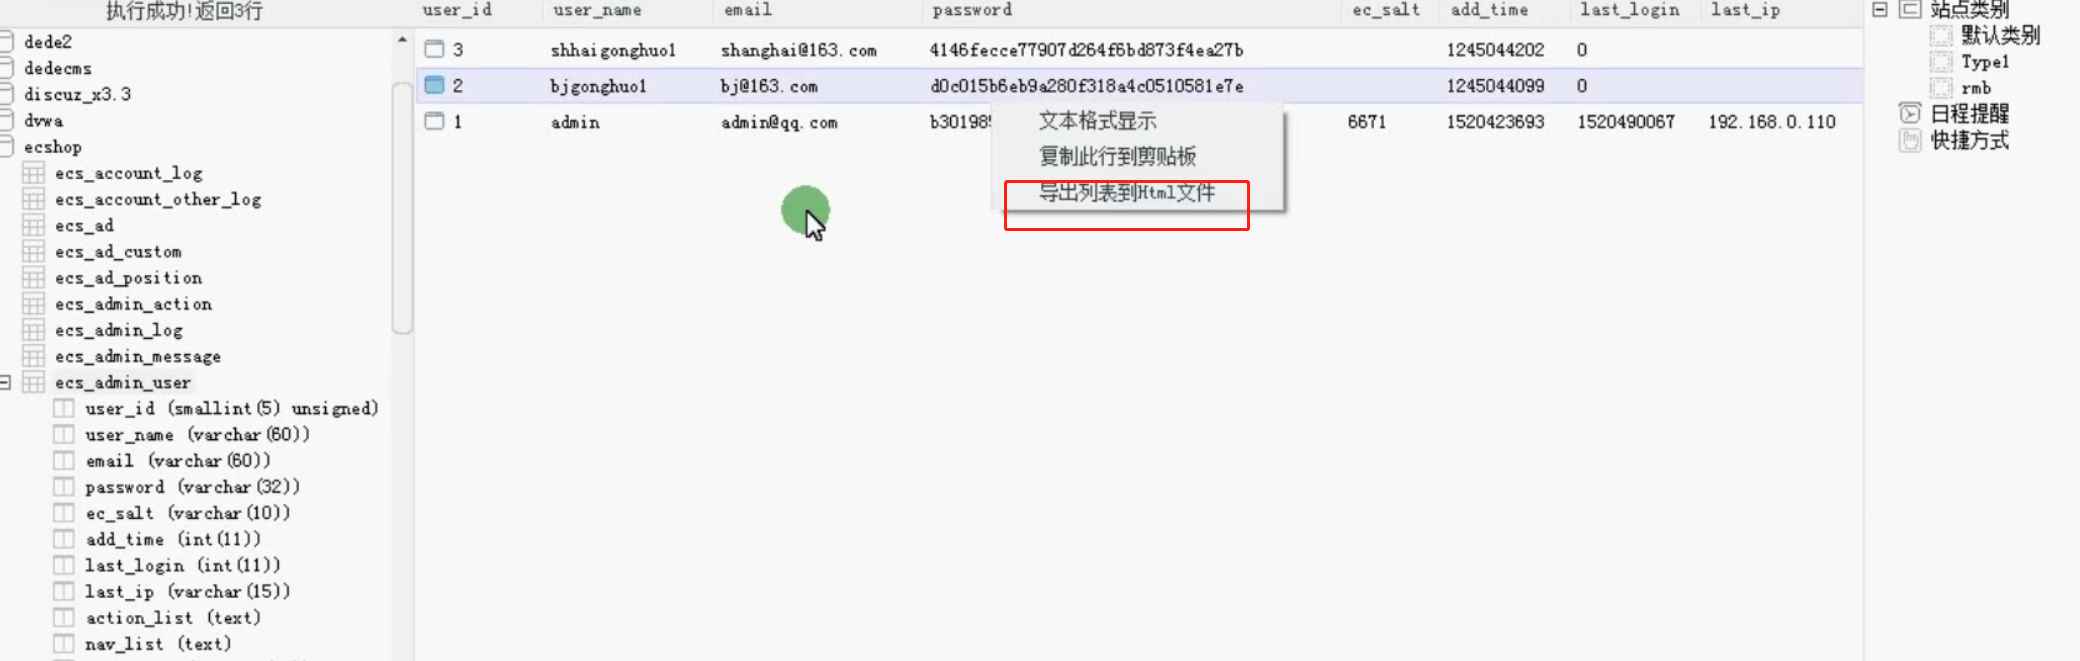 执行成功!返回3行
dede2
dedecms
discuz_x3.3
dvwa
ecshop
ecs_account_log
ecs_account_other_log
ecs_ad
ecs_ad_custom
ecs_ad_position
ecs_admin_action
ecs_admin_log
ecs_admin_message
ecs_admin_user
user_id (smallint(5) unsigned)
user_name (varchar(60))
email (varchar(60))
password (varchar(32))
ec_salt (varchar(10))
add_time (int(11))
last_login (int(11))
last_ip (varchar(15))
action_list (text)
nav_list (text)
user_id user_name email password ec_salt add_time last_login last_ip
3 shhaigonghuo1 shanghai@163.com 4146fecce77907d264f6bd873f4ea27b 1245044202 0
2 bjgonghuo1 bj@163.com d0c015b6eb9a280f318a4c0510581e7e 1245044099 0
1 admin admin@qq.com b30198 6671 1520423693 1520490067 192.168.0.110
文本格式显示
复制此行到剪贴板
导出列表到Html文件
站点类别
默认类别
Type1
rmb
日程提醒
快捷方式